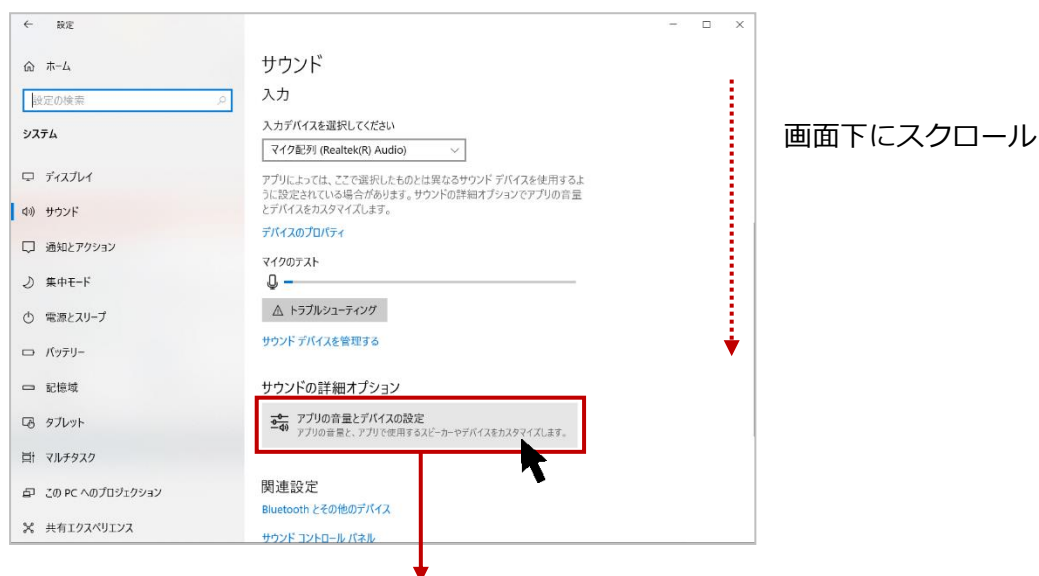 設定
ホーム
設定の検索
システム
ディスプレイ
サウンド
通知とアクション
集中モード
電源とスリープ
バッテリー
記憶域
タブレット
マルチタスク
この PC へのプロジェクション
共有エクスペリエンス
サウンド
入力
入力デバイスを選択してください
マイク配列 (Realtek(R) Audio)
アプリによっては、ここで選択したものとは異なるサウンド デバイスを使用するよ
うに設定されている場合があります。サウンドの詳細オプションでアプリの音量
とデバイスをカスタマイズします。
デバイスのプロパティ
マイクのテスト
トラブルシューティング
サウンド デバイスを管理する
サウンドの詳細オプション
アプリの音量とデバイスの設定
アプリの音量と、アプリで使用するスピーカーやデバイスをカスタマイズします。
関連設定
Bluetooth とその他のデバイス
サウンド コントロール パネル
画面下にスクロール